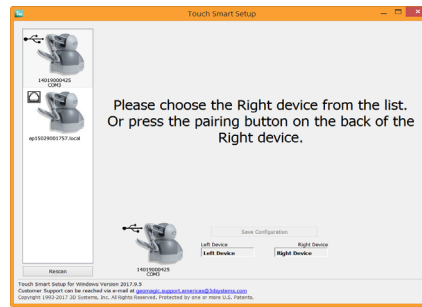 Touch Smart Setup
14019000425
COM3
ep15029001757.local
Please choose the Right device from the list.
Or press the pairing button on the back of the
Right device.
Save Configuration
Left Device
Right Device
Left Device
Right Device
Rescan
14019000425
COM3
Touch Smart Setup for Windows Version 2017.9.5
Customer Support can be reached via e-mail at geomagic.support.americas@3dsystems.com
Copyright 1993-2017 3D Systems, Inc. All Rights Reserved. Protected by one or more U.S. Patents.